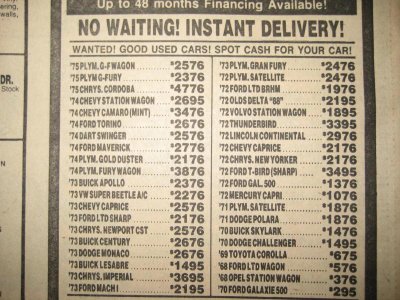 ering,
walls,
DR.
Stock
Up to 48 months Financing Available!
NO WAITING! INSTANT DELIVERY!
WANTED! GOOD USED CARS! SPOT CASH FOR YOUR CAR!
'75 PLYM. G-F WAGON $2576
'75 PLYM G-FURY $2376
'75 CHRYS. CORDOBA $4776
'74 CHEVY STATION WAGON $2695
'74 CHEVY CAMARO (MINT) $3476
'74 FORD TORINO $2676
'74 DART SWINGER $2576
'74 FORD MAVERICK $2776
'74 PLYM. GOLD DUSTER $2176
'74 PLYM. FURY WAGON $3876
'73 BUICK APOLLO $2376
'73 VW SUPER BEETLE A/C $2276
'73 CHEVY CAPRICE $2576
'73 FORD LTD SHARP $2176
'73 CHRYS. NEWPORT CST $2576
'73 BUICK CENTURY $2676
'73 DODGE MONACO $2676
'73 BUICK LESABRE $1495
'73 CHRYS. IMPERIAL $3695
'73 FORD MACH I $2195
'73 PLYM. GRAN FURY $2476
'73 PLYM. SATELLITE $2476
'72 FORD LTD BRHM $1976
'72 OLDS DELTA "88" $2195
'72 VOLVO STATION WAGON $1895
'72 THUNDERBIRD $3395
'72 LINCOLN CONTINENTAL $2976
'72 CHEVY CAPRICE $2176
'72 CHRYS. NEW YORKER $2176
'72 FORD T-BIRD (SHARP) $3495
'72 FORD GAL. 500 $1376
'72 MERCURY CAPRI $1076
'71 PLYM. SATELLITE $1876
'71 DODGE POLARA $1876
'70 BUICK SKYLARK $1476
'70 DODGE CHALLENGER $1495
'69 TOYOTA COROLLA $675
'68 FORD LTD WAGON $576
'68 OPEL STATION WAGON $376
'70 FORD GALAXIE 500 $295